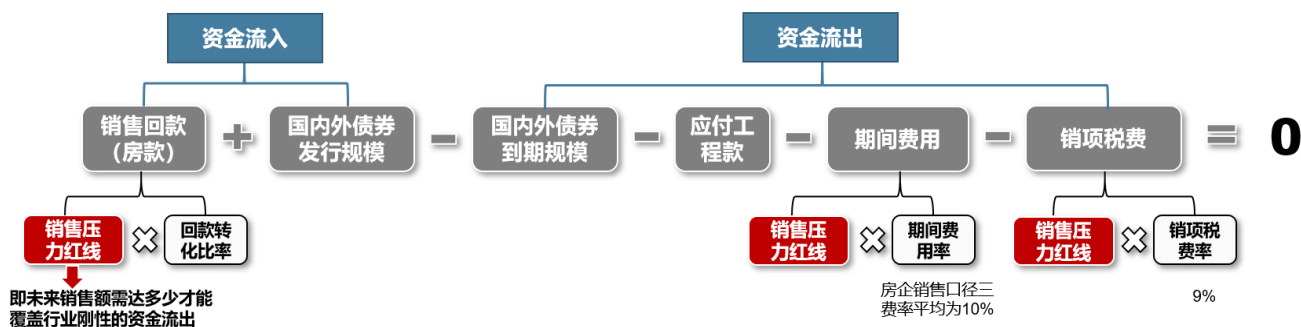 资金流入
资金流出
销售回款
（房款）
+
国内外债券
发行规模
−
国内外债券
到期规模
−
应付工
程款
−
期间费用
−
销项税费
=
0
销售压
力红线
×
回款转
化比率
销售压
力红线
×
期间费
用率
销售压
力红线
×
销项税
费率
即未来销售额需达多少才能
覆盖行业刚性的资金流出
房企销售口径三
费率平均为10%
9%